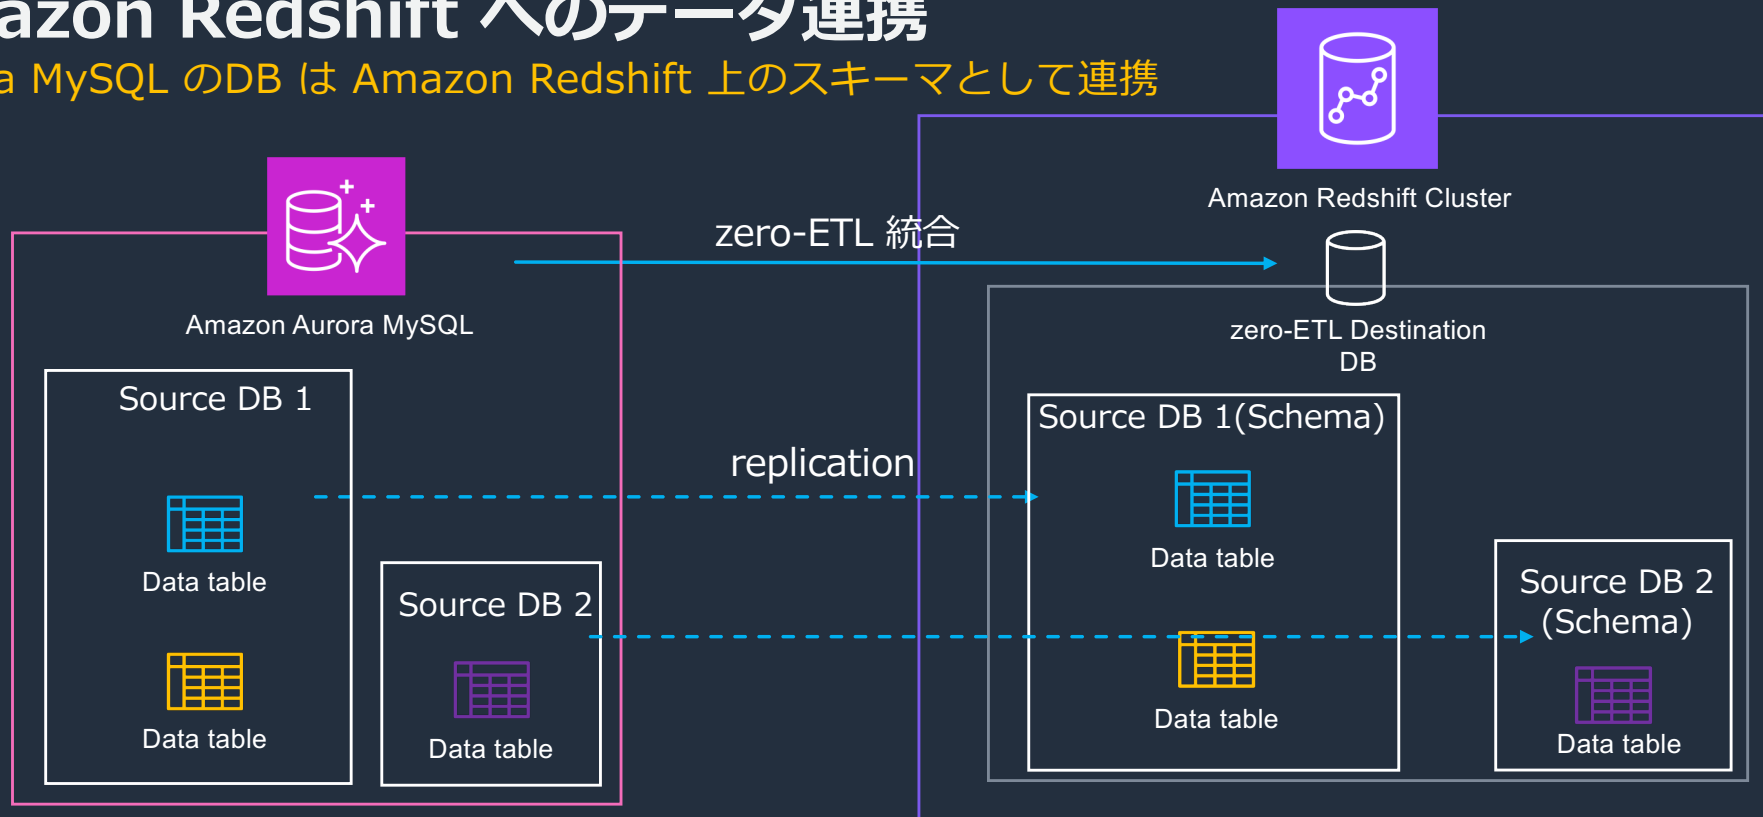 azon Redshift へのデータ連携
a MySQL のDB は Amazon Redshift 上のスキーマとして連携
Amazon Redshift Cluster
zero-ETL 統合
Amazon Aurora MySQL
zero-ETL Destination
DB
Source DB 1
Source DB 1(Schema)
replication
Data table
Data table
Source DB 2
Source DB 2
(Schema)
Data table
Data table
Data table
Data table